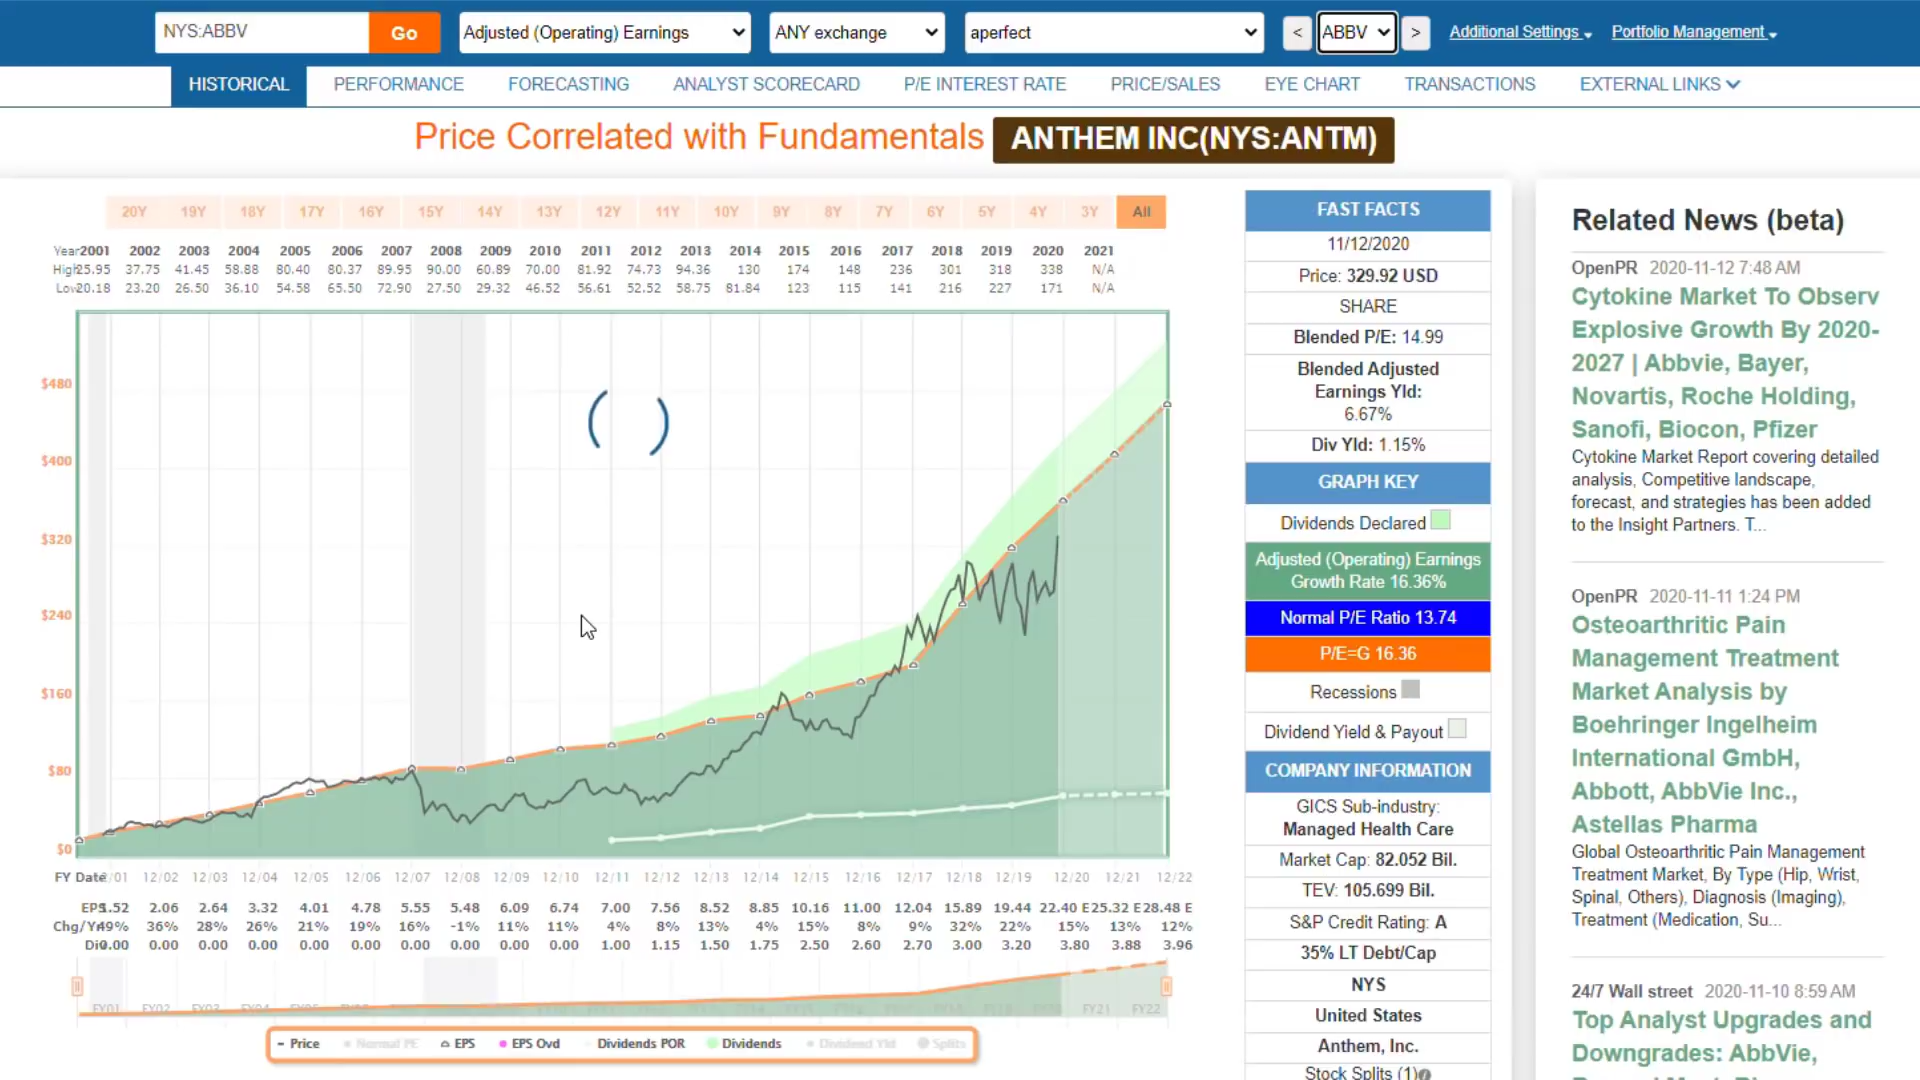 NYS:ABBV Go Adjusted (Operating) Earnings ANY exchange aperfect < ABBV > Additional Settings Portfolio Management
HISTORICAL PERFORMANCE FORECASTING ANALYST SCORECARD P/E INTEREST RATE PRICE/SALES EYE CHART TRANSACTIONS EXTERNAL LINKS
Price Correlated with Fundamentals ANTHEM INC(NYS:ANTM)
20Y 19Y 18Y 17Y 16Y 15Y 14Y 13Y 12Y 11Y 10Y 9Y 8Y 7Y 6Y 5Y 4Y 3Y All
Year 2001 2002 2003 2004 2005 2006 2007 2008 2009 2010 2011 2012 2013 2014 2015 2016 2017 2018 2019 2020 2021
High 25.95 37.75 41.45 58.88 80.40 80.37 89.95 90.00 60.89 70.00 81.92 74.73 94.36 130 174 148 236 301 318 338 N/A
Low 20.18 23.20 26.50 36.10 54.58 65.50 72.90 27.50 29.32 46.52 56.61 52.52 58.75 81.84 123 115 141 216 227 171 N/A
$480
$400
$320
$240
$160
$80
$0
FY Date 12/01 12/02 12/03 12/04 12/05 12/06 12/07 12/08 12/09 12/10 12/11 12/12 12/13 12/14 12/15 12/16 12/17 12/18 12/19 12/20 12/21 12/22
EPS 1.52 2.06 2.64 3.32 4.01 4.78 5.55 5.48 6.09 6.74 7.00 7.56 8.52 8.85 10.16 11.00 12.04 15.89 19.44 22.40 E 25.32 E 28.48 E
Chg/Yr 49% 36% 28% 26% 21% 19% 16% -1% 11% 11% 4% 8% 13% 4% 15% 8% 9% 32% 22% 15% 13% 12%
Div 0.00 0.00 0.00 0.00 0.00 0.00 0.00 0.00 0.00 0.00 1.00 1.15 1.50 1.75 2.50 2.60 2.70 3.00 3.20 3.80 3.88 3.96
FY01 FY02 FY03 FY04 FY05 FY18 FY20 FY21 FY22
Price Normal PE EPS EPS Ovd Dividends POR Dividends Dividend Yld Splits
FAST FACTS
11/12/2020
Price: 329.92 USD
SHARE
Blended P/E: 14.99
Blended Adjusted
Earnings Yld:
6.67%
Div Yld: 1.15%
GRAPH KEY
Dividends Declared
Adjusted (Operating) Earnings
Growth Rate 16.36%
Normal P/E Ratio 13.74
P/E=G 16.36
Recessions
Dividend Yield & Payout
COMPANY INFORMATION
GICS Sub-industry:
Managed Health Care
Market Cap: 82.052 Bil.
TEV: 105.699 Bil.
S&P Credit Rating: A
35% LT Debt/Cap
NYS
United States
Anthem, Inc.
Stock Splits (1)
Related News (beta)
OpenPR 2020-11-12 7:48 AM
Cytokine Market To Observ
Explosive Growth By 2020-
2027 | Abbvie, Bayer,
Novartis, Roche Holding,
Sanofi, Biocon, Pfizer
Cytokine Market Report covering detailed
analysis, Competitive landscape,
forecast, and strategies has been added
to the Insight Partners. T...
OpenPR 2020-11-11 1:24 PM
Osteoarthritic Pain
Management Treatment
Market Analysis by
Boehringer Ingelheim
International GmbH,
Abbott, AbbVie Inc.,
Astellas Pharma
Global Osteoarthritic Pain Management
Treatment Market, By Type (Hip, Wrist,
Spinal, Others), Diagnosis (Imaging),
Treatment (Medication, Su...
24/7 Wall street 2020-11-10 8:59 AM
Top Analyst Upgrades and
Downgrades: AbbVie,